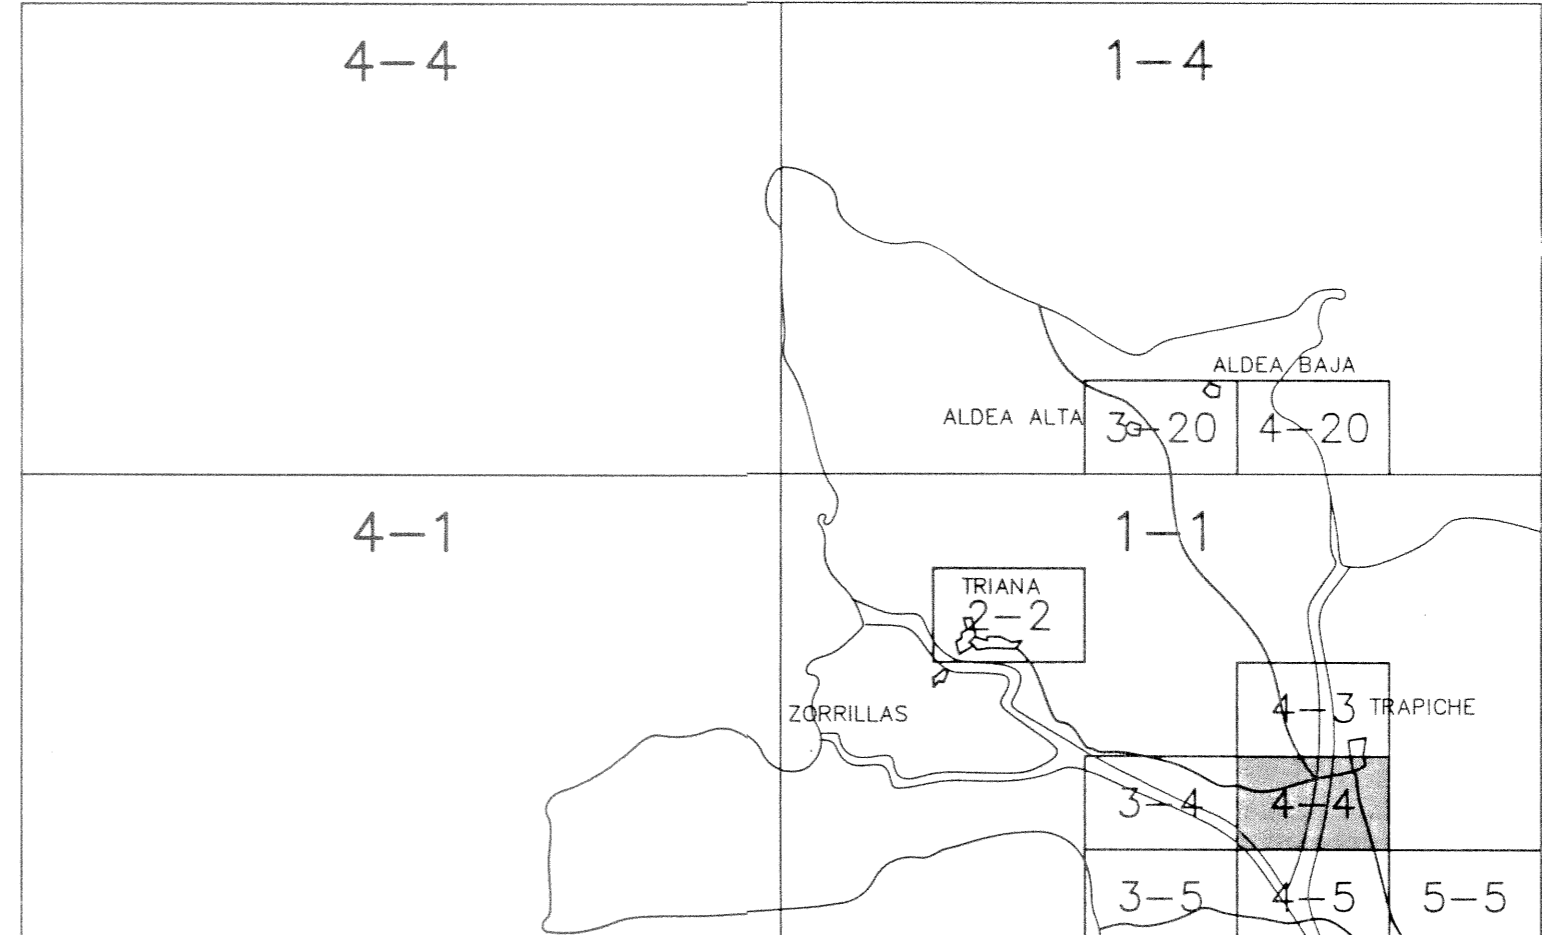 4-4
1-4
ALDEA BAJA
ALDEA ALTA
3-20
4-20
4-1
1-1
TRIANA
2-2
ZORRILLAS
4-3
TRAPICHE
3-4
4-4
3-5
4-5
5-5